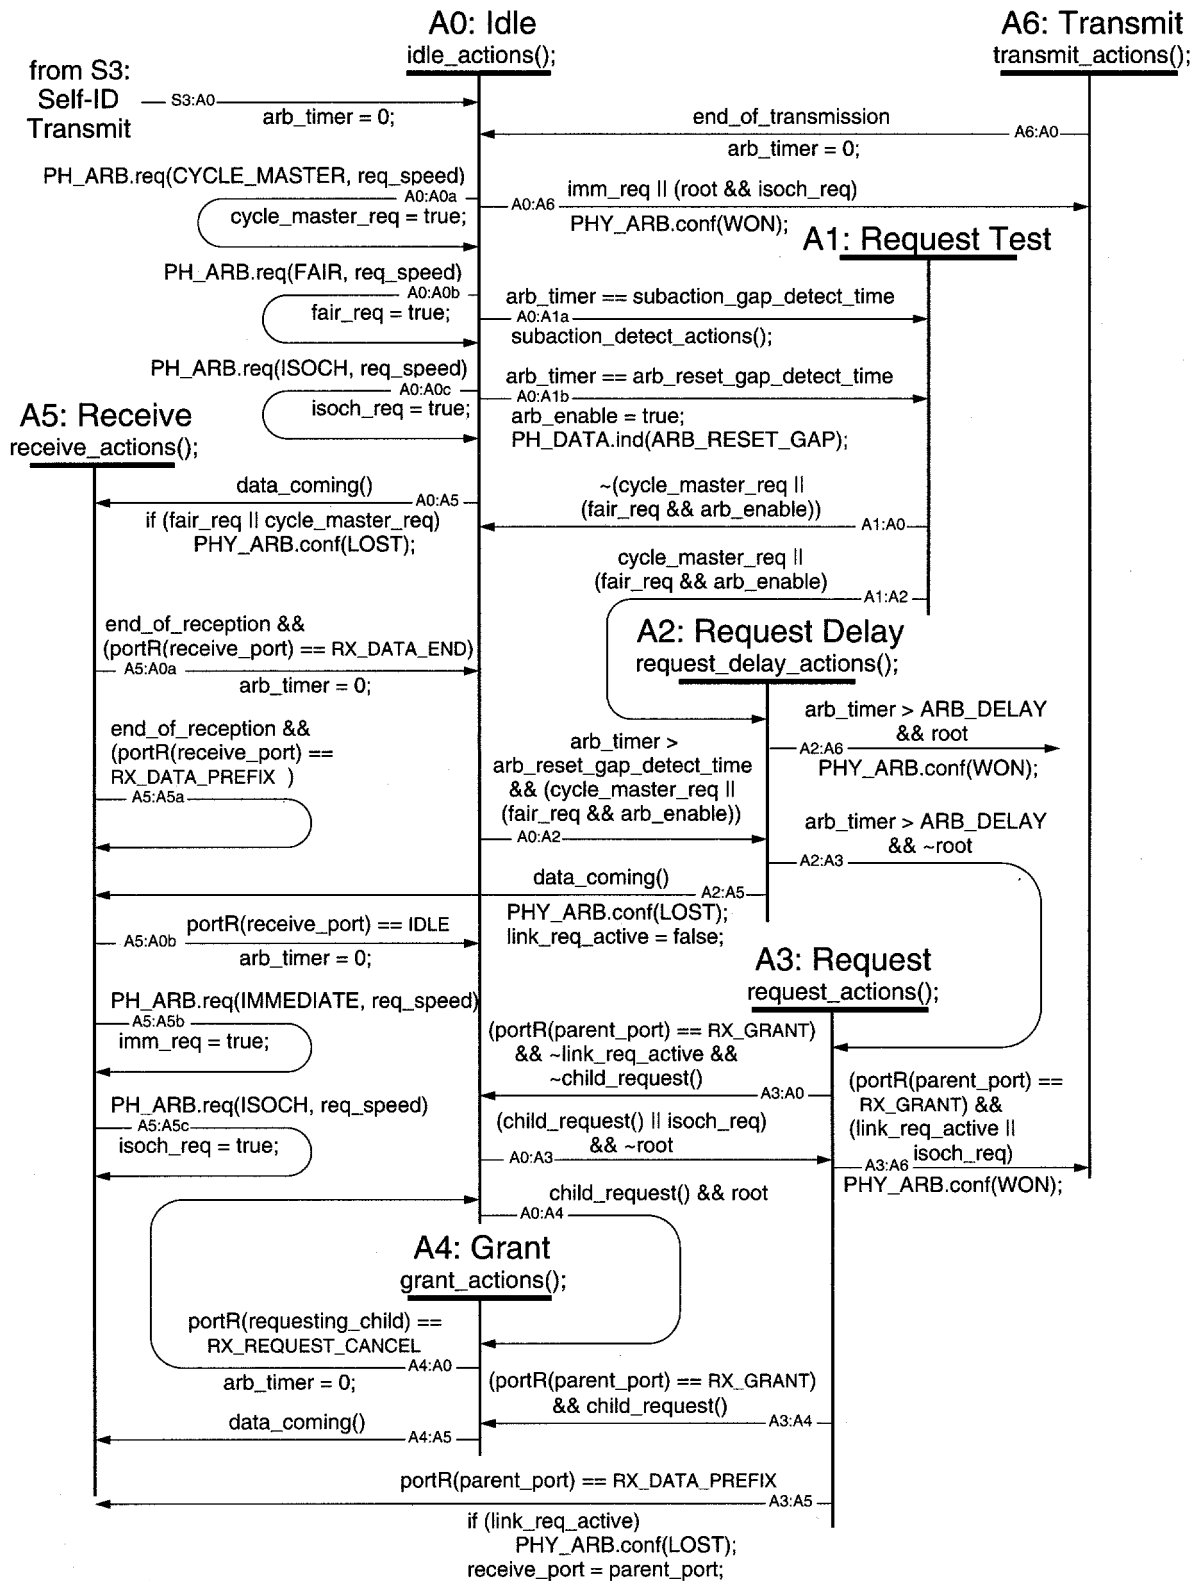 A0: Idle
idle_actions();
A6: Transmit
transmit_actions();
from S3:
Self-ID
Transmit
S3:A0
arb_timer = 0;
end_of_transmission
A6:A0
arb_timer = 0;
PH_ARB.req(CYCLE_MASTER, req_speed)
A0:A0a
cycle_master_req = true;
imm_req || (root && isoch_req)
A0:A6
PHY_ARB.conf(WON);
A1: Request Test
PH_ARB.req(FAIR, req_speed)
A0:A0b
fair_req = true;
arb_timer == subaction_gap_detect_time
A0:A1a
subaction_detect_actions();
PH_ARB.req(ISOCH, req_speed)
A0:A0c
isoch_req = true;
arb_timer == arb_reset_gap_detect_time
A0:A1b
arb_enable = true;
PH_DATA.ind(ARB_RESET_GAP);
A5: Receive
receive_actions();
data_coming()
A0:A5
if (fair_req || cycle_master_req)
PHY_ARB.conf(LOST);
~(cycle_master_req ||
(fair_req && arb_enable))
A1:A0
cycle_master_req ||
(fair_req && arb_enable)
A1:A2
A2: Request Delay
request_delay_actions();
end_of_reception &&
(portR(receive_port) == RX_DATA_END)
A5:A0a
arb_timer = 0;
end_of_reception &&
(portR(receive_port) ==
RX_DATA_PREFIX )
A5:A5a
arb_timer >
arb_reset_gap_detect_time
&& (cycle_master_req ||
(fair_req && arb_enable))
A0:A2
arb_timer > ARB_DELAY
&& root
A2:A6
PHY_ARB.conf(WON);
arb_timer > ARB_DELAY
&& ~root
A2:A3
data_coming()
A2:A5
PHY_ARB.conf(LOST);
link_req_active = false;
portR(receive_port) == IDLE
A5:A0b
arb_timer = 0;
A3: Request
request_actions();
PH_ARB.req(IMMEDIATE, req_speed)
A5:A5b
imm_req = true;
(portR(parent_port) == RX_GRANT)
&& ~link_req_active &&
~child_request()
A3:A0
PH_ARB.req(ISOCH, req_speed)
A5:A5c
isoch_req = true;
(child_request() || isoch_req)
&& ~root
A0:A3
(portR(parent_port) ==
RX_GRANT) &&
(link_req_active ||
isoch_req)
A3:A6
PHY_ARB.conf(WON);
child_request() && root
A0:A4
A4: Grant
grant_actions();
portR(requesting_child) ==
RX_REQUEST_CANCEL
A4:A0
arb_timer = 0;
(portR(parent_port) == RX_GRANT)
&& child_request()
A3:A4
data_coming()
A4:A5
portR(parent_port) == RX_DATA_PREFIX
A3:A5
if (link_req_active)
PHY_ARB.conf(LOST);
receive_port = parent_port;